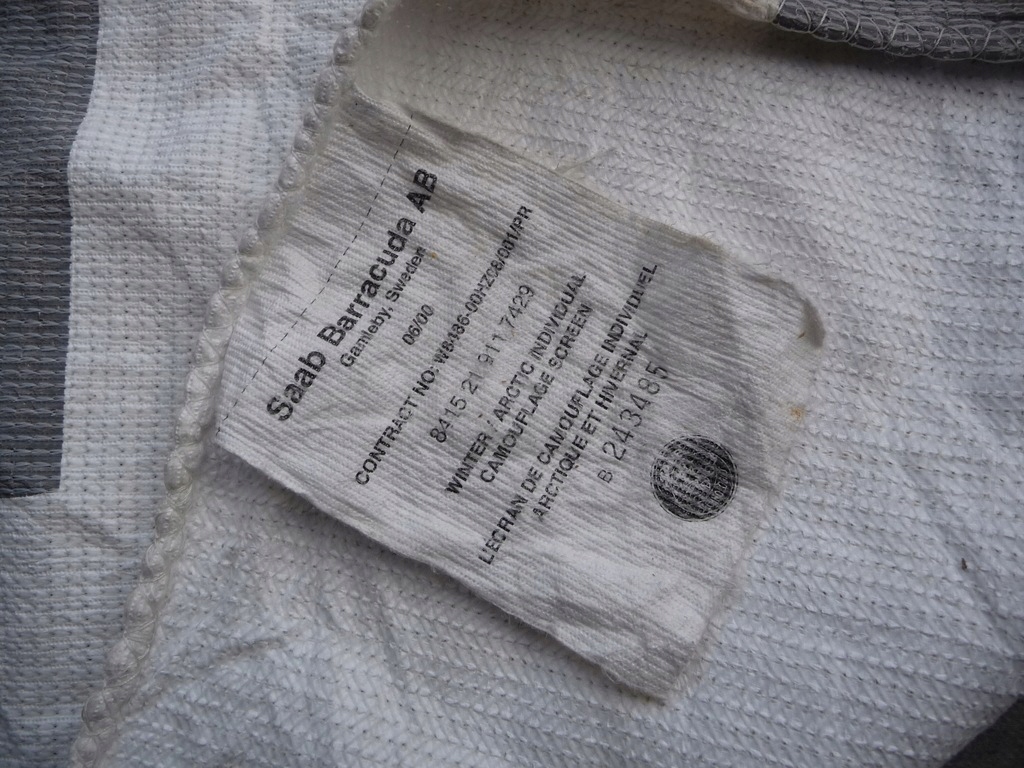 Saab Barracuda AB
Gamleby, Sweden
06/00
CONTRACT NO: W8486-00HZ08/001/PR
8415 21 911 7429
WINTER / ARCTIC INDIVIDUAL
CAMOUFLAGE SCREEN
L'ECRAN DE CAMOUFLAGE INDIVIDUEL
ARCTIQUE ET HIVERNAL
B 243485